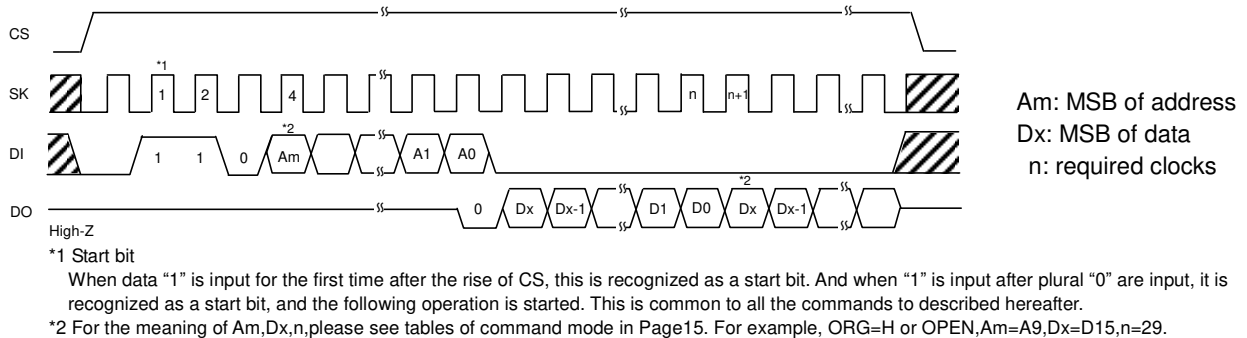 CS
*1
SK 1 2 4 n n+1
*2
DI 1 1 0 Am A1 A0
*2
DO 0 Dx Dx-1 D1 D0 Dx Dx-1
High-Z
Am: MSB of address
Dx: MSB of data
n: required clocks
*1 Start bit
When data “1” is input for the first time after the rise of CS, this is recognized as a start bit. And when “1” is input after plural “0” are input, it is
recognized as a start bit, and the following operation is started. This is common to all the commands to described hereafter.
*2 For the meaning of Am,Dx,n,please see tables of command mode in Page15. For example, ORG=H or OPEN,Am=A9,Dx=D15,n=29.